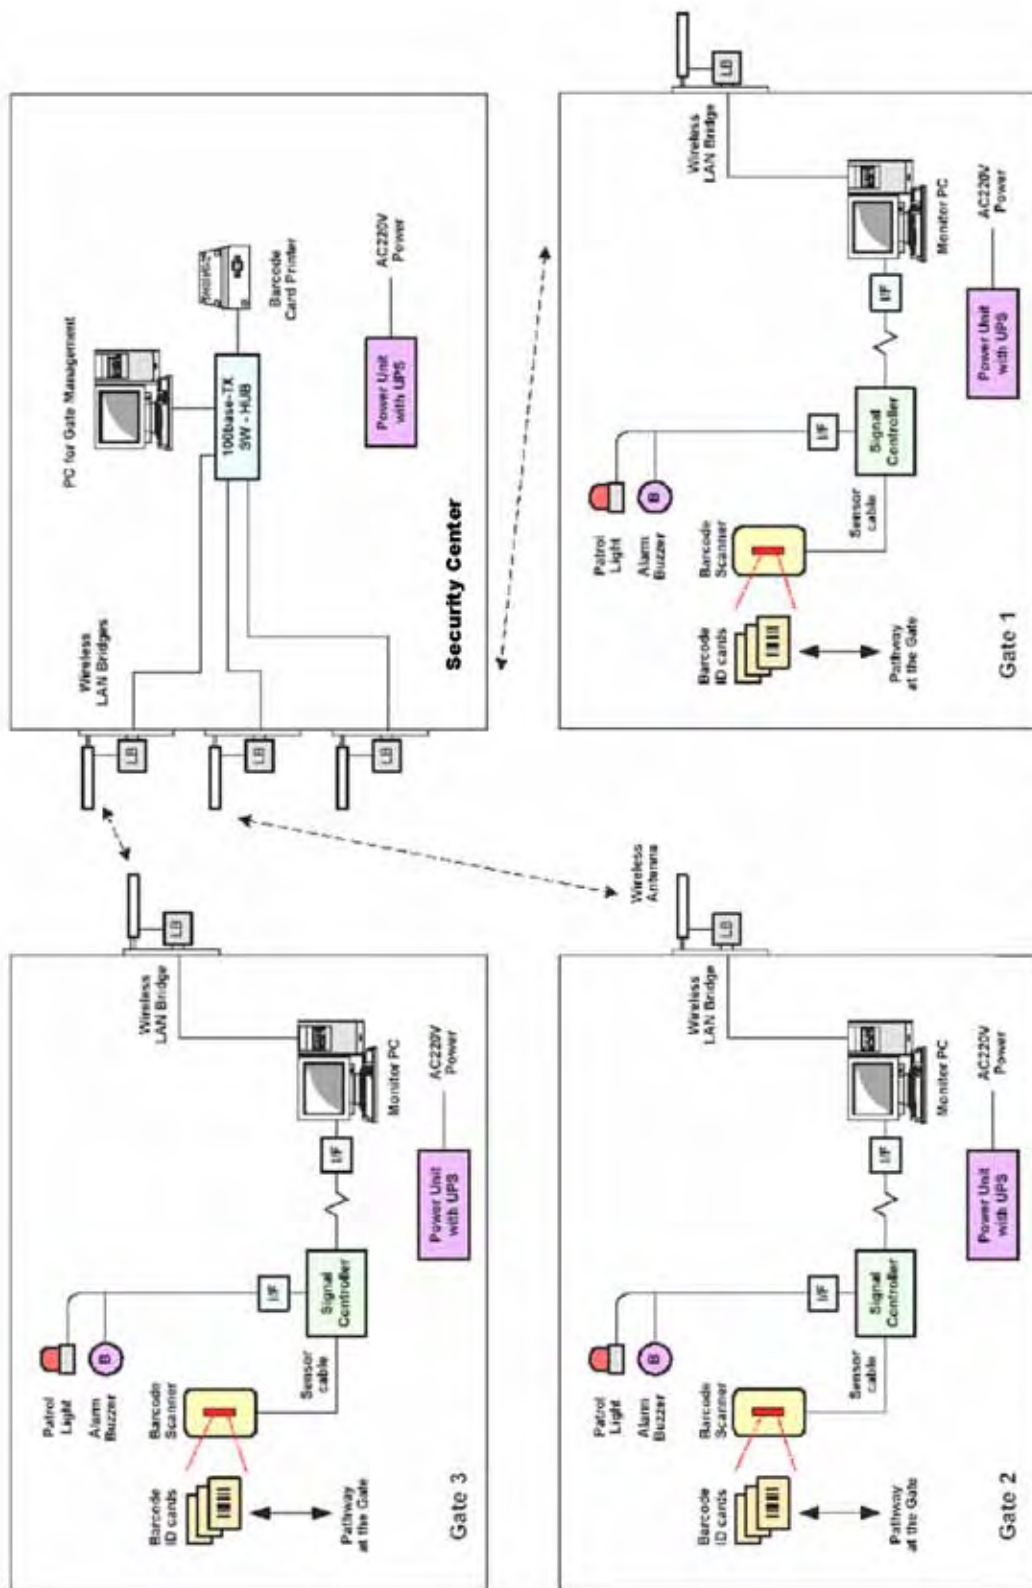 Gate 3
Barcode
ID cards
Pathway
at the Gate
Barcode
Scanner
Patrol
Light
Alarm
Buzzer
B
Sensor
cable
Signal
Controller
I/F
I/F
Monitor PC
Power Unit
with UPS
AC220V
Power
Wireless
LAN Bridge
LB
Security Center
Wireless
LAN Bridges
LB
LB
LB
PC for Gate Management
100base-TX
SW - HUB
Barcode
Card Printer
Power Unit
with UPS
AC220V
Power
Gate 2
Barcode
ID cards
Pathway
at the Gate
Barcode
Scanner
Patrol
Light
Alarm
Buzzer
B
Sensor
cable
Signal
Controller
I/F
I/F
Monitor PC
Power Unit
with UPS
AC220V
Power
Wireless
LAN Bridge
LB
Wireless
Antenna
Gate 1
Barcode
ID cards
Pathway
at the Gate
Barcode
Scanner
Patrol
Light
Alarm
Buzzer
B
Sensor
cable
Signal
Controller
I/F
I/F
Monitor PC
Power Unit
with UPS
AC220V
Power
Wireless
LAN Bridge
LB